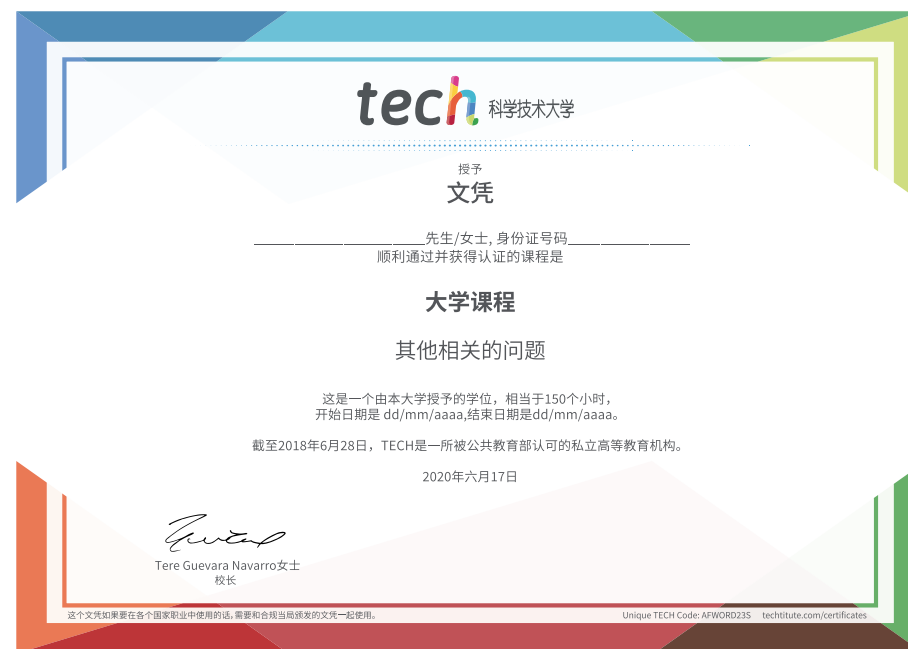 tech 科学技术大学
授予
文凭
先生/女士, 身份证号码
顺利通过并获得认证的课程是
大学课程
其他相关的问题
这是一个由本大学授予的学位，相当于150个小时，
开始日期是 dd/mm/aaaa,结束日期是dd/mm/aaaa。
截至2018年6月28日，TECH是一所被公共教育部认可的私立高等教育机构。
2020年六月17日
Tere Guevara Navarro女士
校长
这个文凭如果要在各个国家职业中使用的话,需要和合规当局颁发的文凭一起使用。
Unique TECH Code: AFWORD23S techtitute.com/certificates